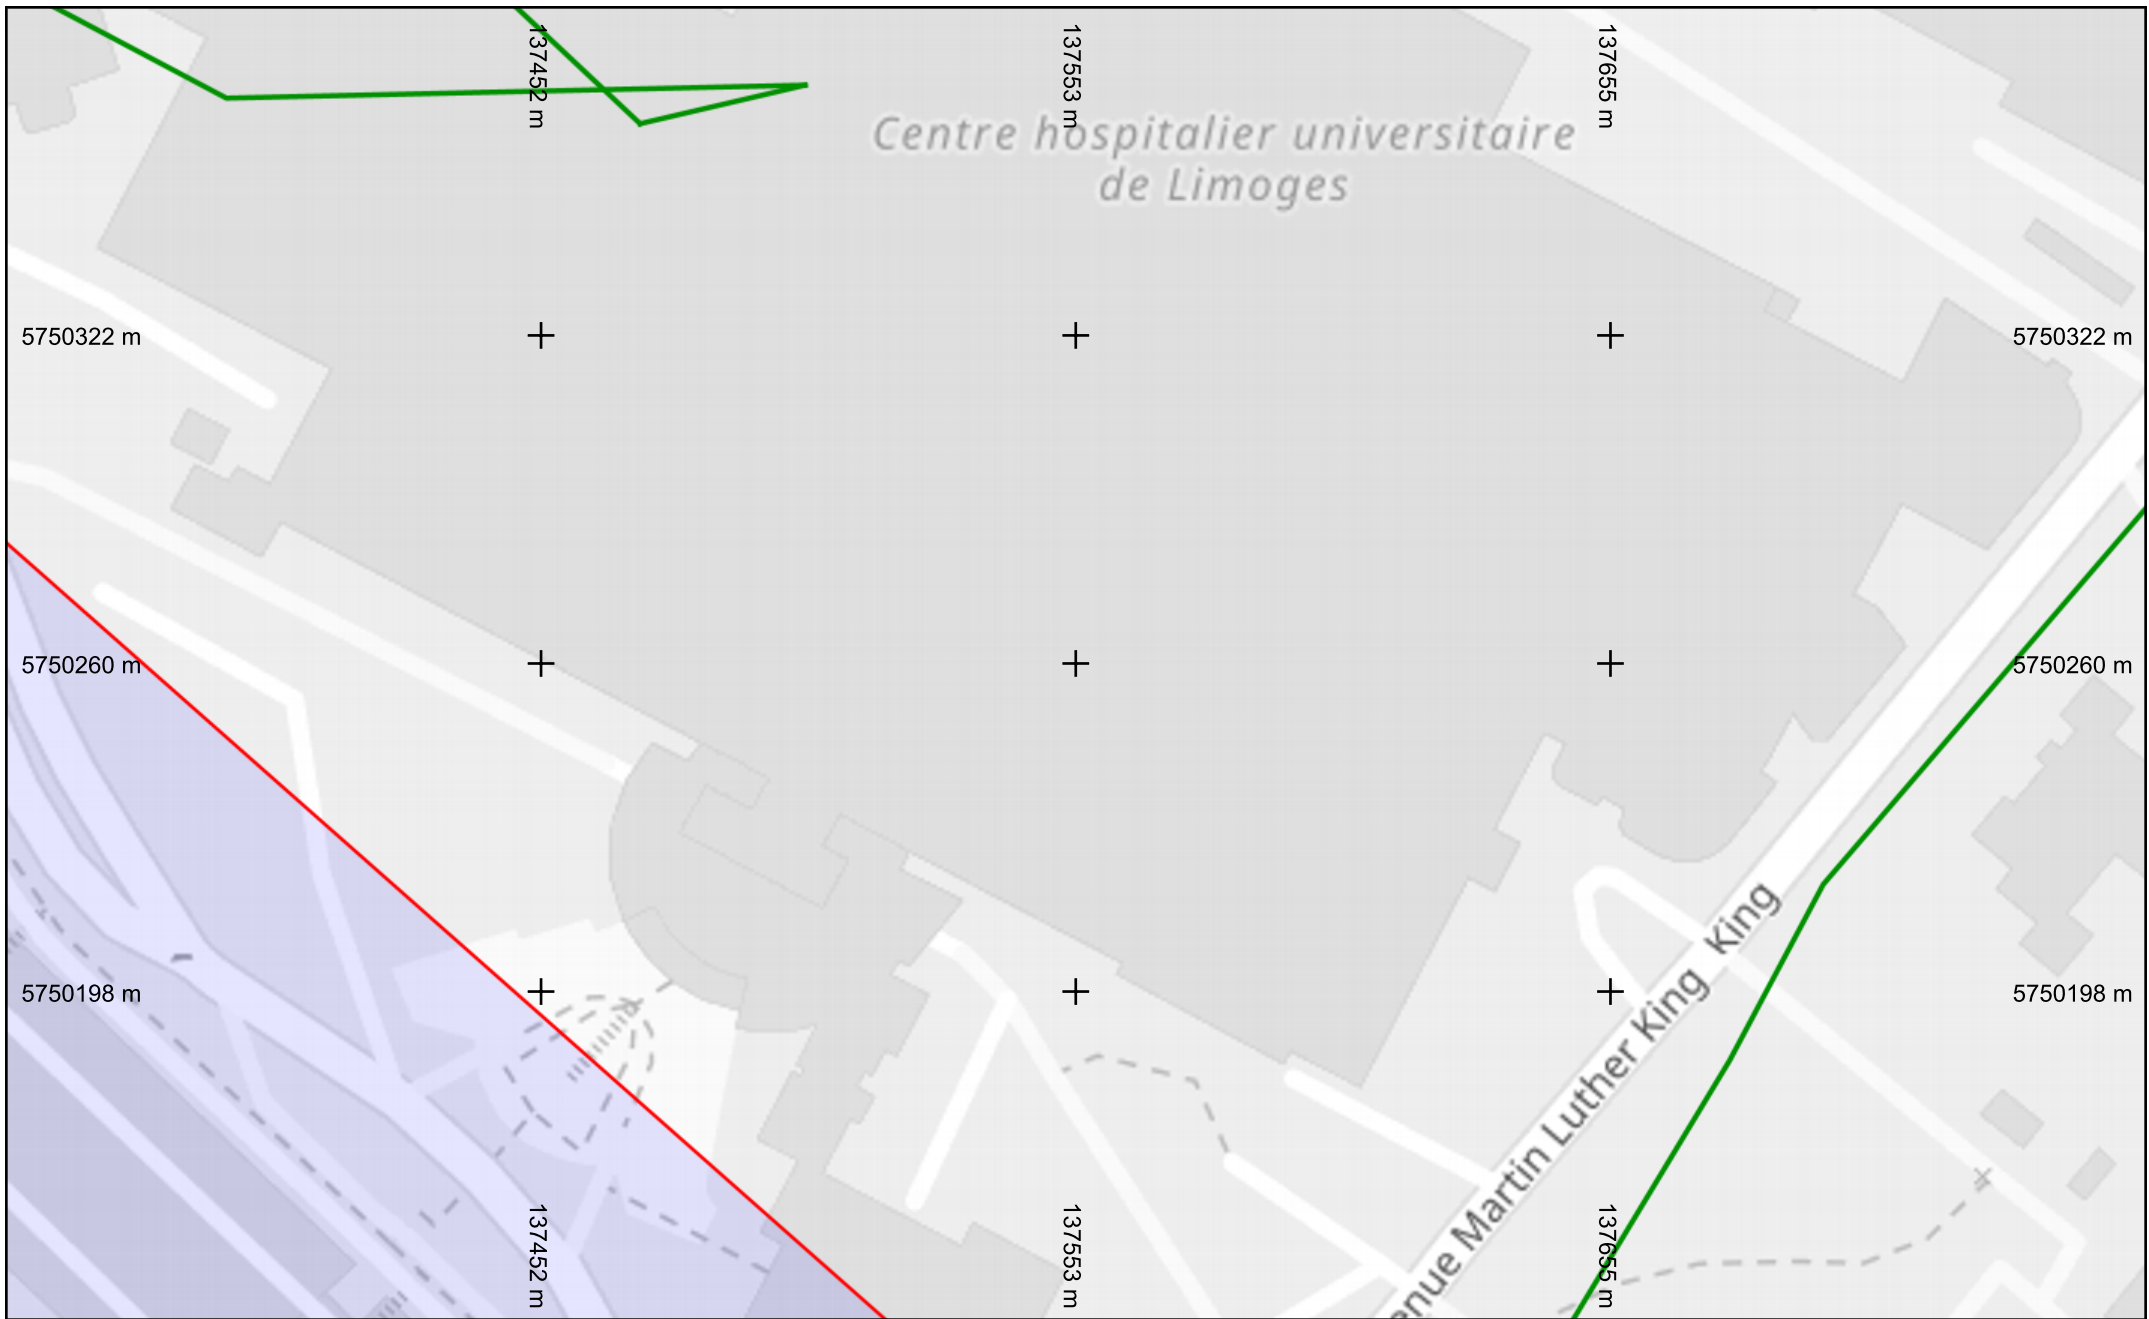 137452 m
137553 m
137655 m
Centre hospitalier universitaire
de Limoges
5750322 m
5750322 m
5750260 m
5750260 m
King
5750198 m
5750198 m
enue Martin Luther King
137452 m
137553 m
137655 m